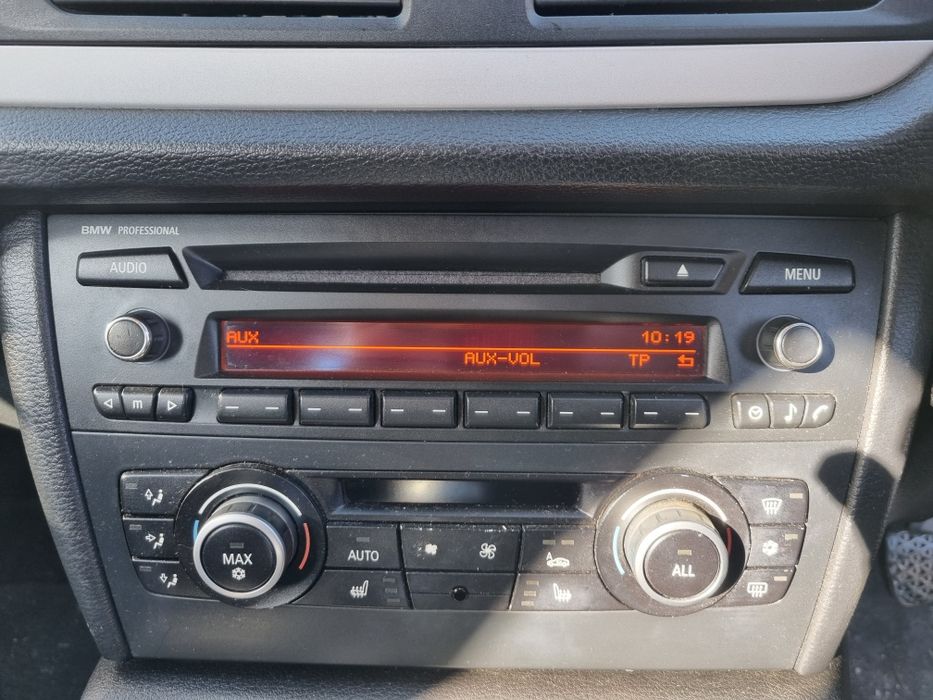 BMW PROFESSIONAL
AUDIO
MENU
AUX 10:19
AUX-VOL TP
m
MAX
AUTO
A
ALL